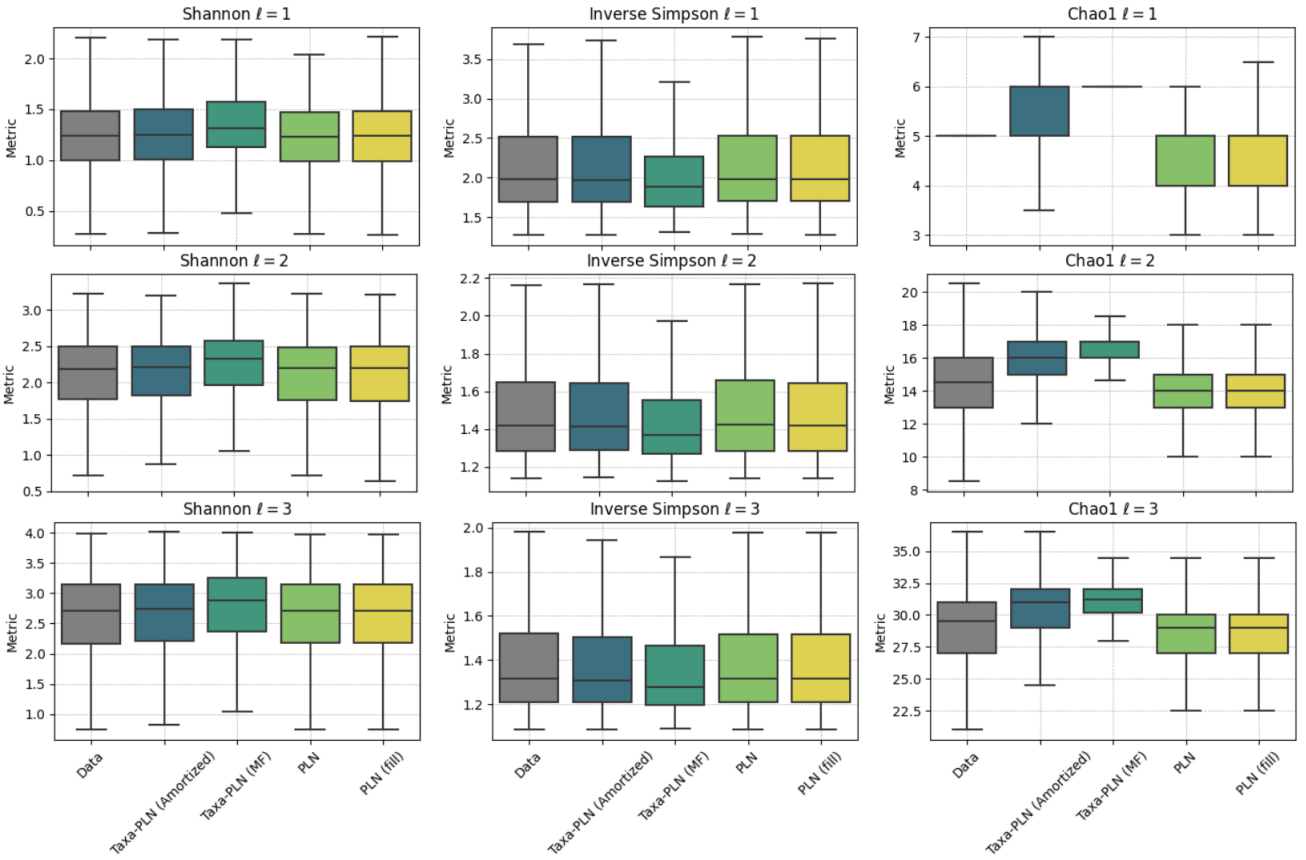 Shannon ℓ = 1
Inverse Simpson ℓ = 1
Chao1 ℓ = 1
Metric
2.0
1.5
1.0
0.5
Metric
3.5
3.0
2.5
2.0
1.5
Metric
7
6
5
4
3
Shannon ℓ = 2
Inverse Simpson ℓ = 2
Chao1 ℓ = 2
Metric
3.0
2.5
2.0
1.5
1.0
0.5
Metric
2.2
2.0
1.8
1.6
1.4
1.2
Metric
20
18
16
14
12
10
8
Shannon ℓ = 3
Inverse Simpson ℓ = 3
Chao1 ℓ = 3
Metric
4.0
3.5
3.0
2.5
2.0
1.5
1.0
Metric
2.0
1.8
1.6
1.4
1.2
Metric
35.0
32.5
30.0
27.5
25.0
22.5
Data
Taxa-PLN (Amortized)
Taxa-PLN (MF)
PLN
PLN (fill)
Data
Taxa-PLN (Amortized)
Taxa-PLN (MF)
PLN
PLN (fill)
Data
Taxa-PLN (Amortized)
Taxa-PLN (MF)
PLN
PLN (fill)